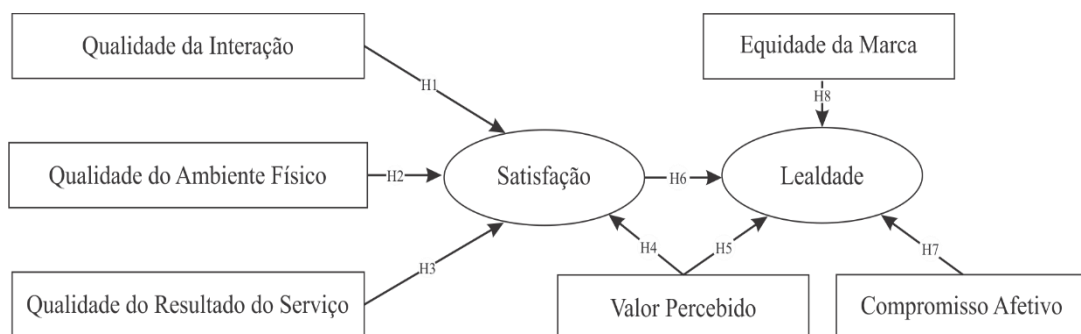 Qualidade da Interação
Equidade da Marca
H1
H8
Qualidade do Ambiente Físico
H2
Satisfação
H6
Lealdade
H3
H4
H5
H7
Qualidade do Resultado do Serviço
Valor Percebido
Compromisso Afetivo